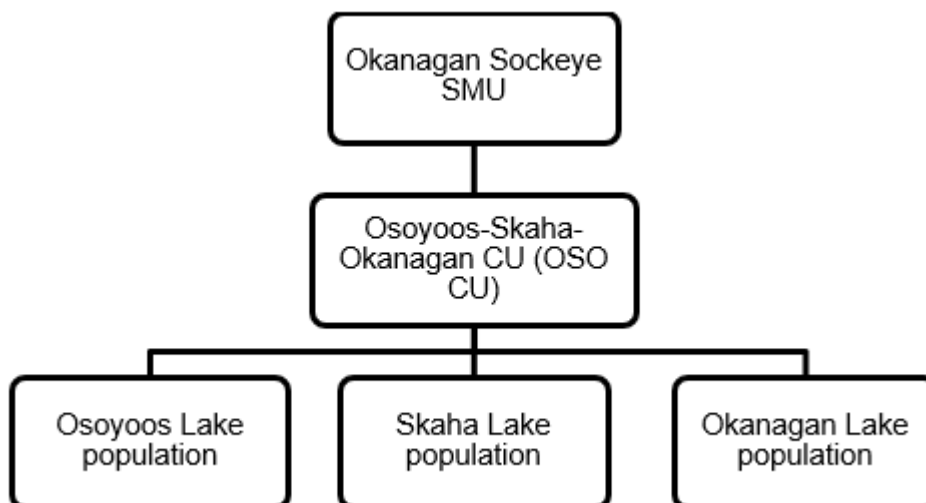 Okanagan Sockeye
SMU
Osoyoos-Skaha-
Okanagan CU (OSO
CU)
Osoyoos Lake
population
Skaha Lake
population
Okanagan Lake
population